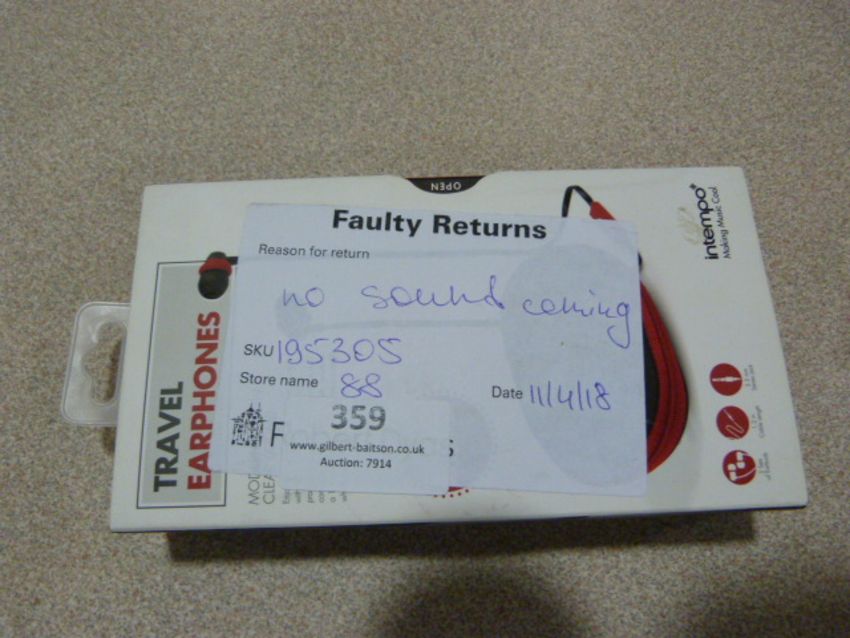 OPEN
intempo
Making Music Cool
Faulty Returns
Reason for return
no sound coming
SKU 195305
Store name 88
Date 11/4/18
359
www.gilbert-baitson.co.uk
Auction: 7914
TRAVEL
EARPHONES